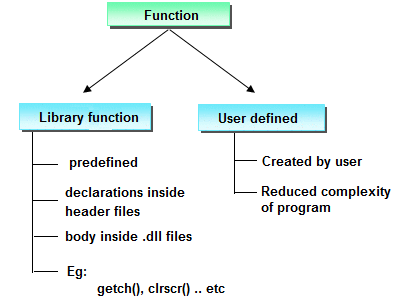 Function
Library function
User defined
predefined
declarations inside
header files
body inside .dll files
Eg:
getch(), clrscr() .. etc
Created by user
Reduced complexity
of program